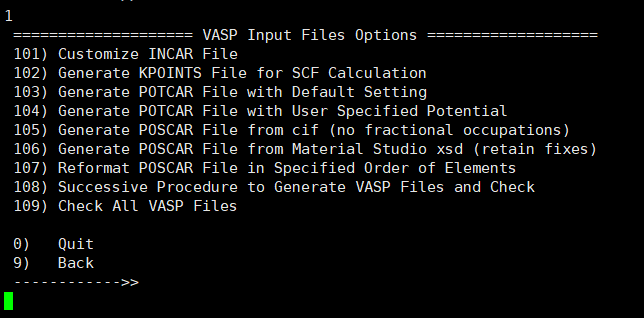 1
==================== VASP Input Files Options ===================
101) Customize INCAR File
102) Generate KPOINTS File for SCF Calculation
103) Generate POTCAR File with Default Setting
104) Generate POTCAR File with User Specified Potential
105) Generate POSCAR File from cif (no fractional occupations)
106) Generate POSCAR File from Material Studio xsd (retain fixes)
107) Reformat POSCAR File in Specified Order of Elements
108) Successive Procedure to Generate VASP Files and Check
109) Check All VASP Files
0)   Quit
9)   Back
------------>>